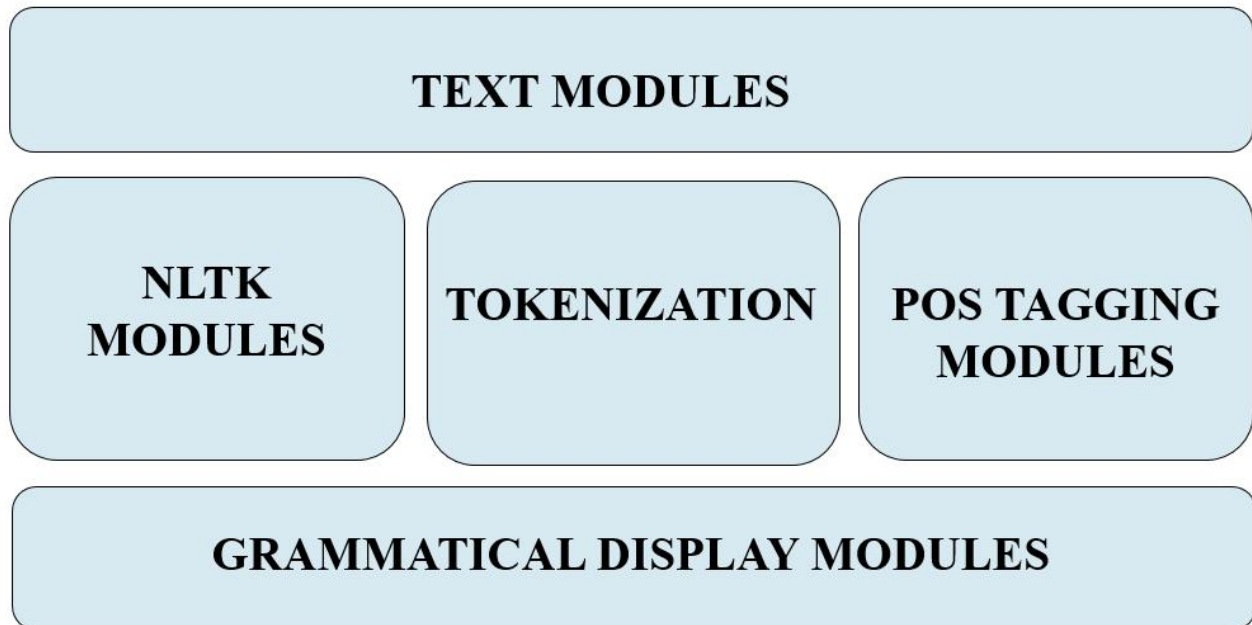 TEXT MODULES
NLTK
MODULES
TOKENIZATION
POS TAGGING
MODULES
GRAMMATICAL DISPLAY MODULES